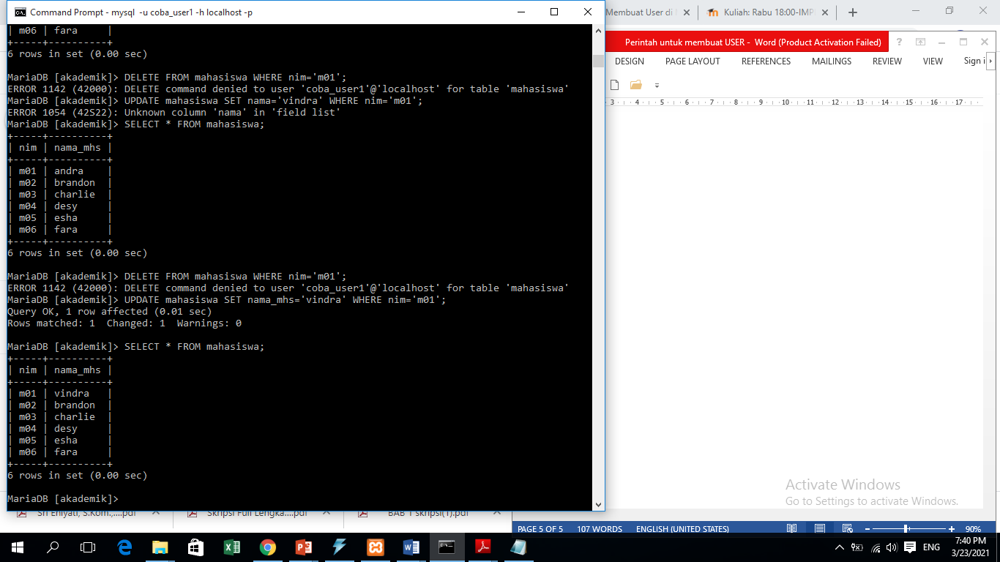 Command Prompt - mysql  -u coba_user1 -h localhost -p
| m06 | fara     |
+-----+----------+
6 rows in set (0.00 sec)
MariaDB [akademik]> DELETE FROM mahasiswa WHERE nim='m01';
ERROR 1142 (42000): DELETE command denied to user 'coba_user1'@'localhost' for table 'mahasiswa'
MariaDB [akademik]> UPDATE mahasiswa SET nama='vindra' WHERE nim='m01';
ERROR 1054 (42S22): Unknown column 'nama' in 'field list'
MariaDB [akademik]> SELECT * FROM mahasiswa;
+-----+----------+
| nim | nama_mhs |
+-----+----------+
| m01 | andra    |
| m02 | brandon  |
| m03 | charlie  |
| m04 | desy     |
| m05 | esha     |
| m06 | fara     |
+-----+----------+
6 rows in set (0.00 sec)
MariaDB [akademik]> DELETE FROM mahasiswa WHERE nim='m01';
ERROR 1142 (42000): DELETE command denied to user 'coba_user1'@'localhost' for table 'mahasiswa'
MariaDB [akademik]> UPDATE mahasiswa SET nama_mhs='vindra' WHERE nim='m01';
Query OK, 1 row affected (0.01 sec)
Rows matched: 1  Changed: 1  Warnings: 0
MariaDB [akademik]> SELECT * FROM mahasiswa;
+-----+----------+
| nim | nama_mhs |
+-----+----------+
| m01 | vindra   |
| m02 | brandon  |
| m03 | charlie  |
| m04 | desy     |
| m05 | esha     |
| m06 | fara     |
+-----+----------+
6 rows in set (0.00 sec)
MariaDB [akademik]>
Membuat User di
Kuliah: Rabu 18:00-IMP
Perintah untuk membuat USER -  Word (Product Activation Failed)
DESIGN PAGE LAYOUT REFERENCES MAILINGS REVIEW VIEW Sign i
3 4 5 6 7 8 9 10 11 12 13 14 15 16 17
Activate Windows
Go to Settings to activate Windows.
Sri Eniyati, S.Kom.,....pdf
Skripsi Full Lengka....pdf
BAB 1 skripsi(1).pdf
PAGE 5 OF 5 107 WORDS ENGLISH (UNITED STATES) 90%
ENG
7:40 PM
3/23/2021